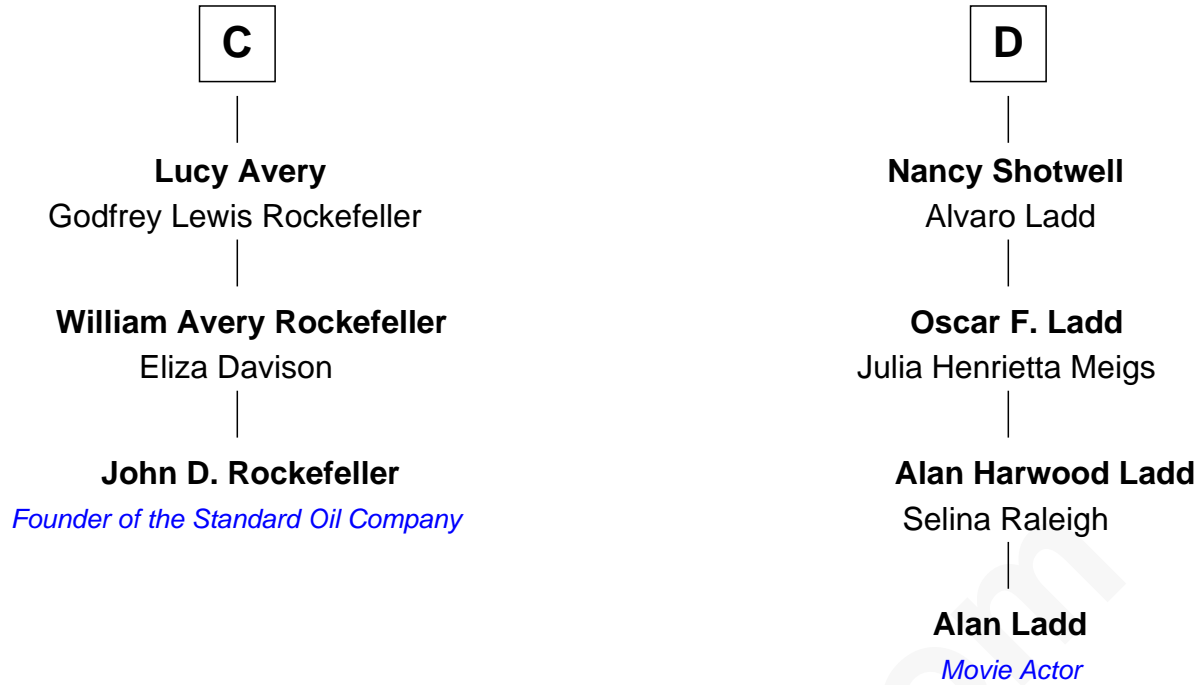 C
Lucy Avery
Godfrey Lewis Rockefeller
William Avery Rockefeller
Eliza Davison
John D. Rockefeller
Founder of the Standard Oil Company
D
Nancy Shotwell
Alvaro Ladd
Oscar F. Ladd
Julia Henrietta Meigs
Alan Harwood Ladd
Selina Raleigh
Alan Ladd
Movie Actor